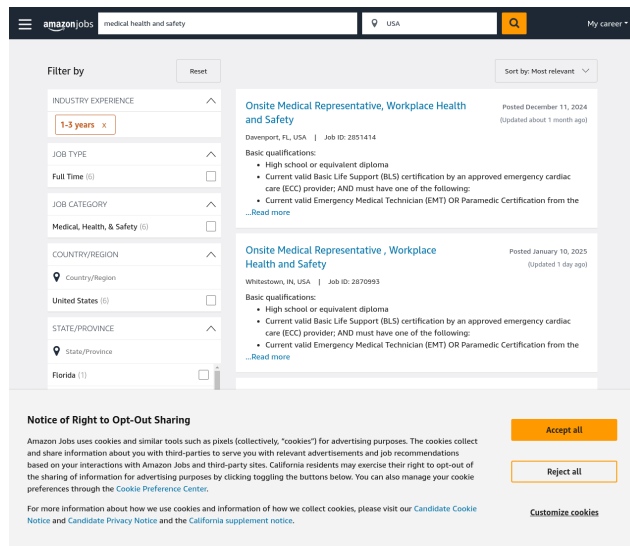 amazonjobs
medical health and safety
USA
My career
Filter by
Reset
Sort by: Most relevant
INDUSTRY EXPERIENCE
1-3 years x
JOB TYPE
Full Time (6)
JOB CATEGORY
Medical, Health, & Safety (6)
COUNTRY/REGION
Country/Region
United States (6)
STATE/PROVINCE
State/Province
Florida (1)
Onsite Medical Representative, Workplace Health
and Safety
Posted December 11, 2024
(Updated about 1 month ago)
Davenport, FL, USA | Job ID: 2851414
Basic qualifications:
• High school or equivalent diploma
• Current valid Basic Life Support (BLS) certification by an approved emergency cardiac
care (ECC) provider; AND must have one of the following:
• Current valid Emergency Medical Technician (EMT) OR Paramedic Certification from the
...Read more
Onsite Medical Representative , Workplace
Health and Safety
Posted January 10, 2025
(Updated 1 day ago)
Whitestown, IN, USA | Job ID: 2870993
Basic qualifications:
• High school or equivalent diploma
• Current valid Basic Life Support (BLS) certification by an approved emergency cardiac
care (ECC) provider; AND must have one of the following:
• Current valid Emergency Medical Technician (EMT) OR Paramedic Certification from the
...Read more
Notice of Right to Opt-Out Sharing
Amazon Jobs uses cookies and similar tools such as pixels (collectively, "cookies") for advertising purposes. The cookies collect
and share information about you with third-parties to serve you with relevant advertisements and job recommendations
based on your interactions with Amazon Jobs and third-party sites. California residents may exercise their right to opt-out of
the sharing of information for advertising purposes by clicking toggling the buttons below. You can also manage your cookie
preferences through the Cookie Preference Center.
For more information about how we use cookies and information of how we collect cookies, please visit our Candidate Cookie
Notice and Candidate Privacy Notice and the California supplement notice.
Accept all
Reject all
Customize cookies